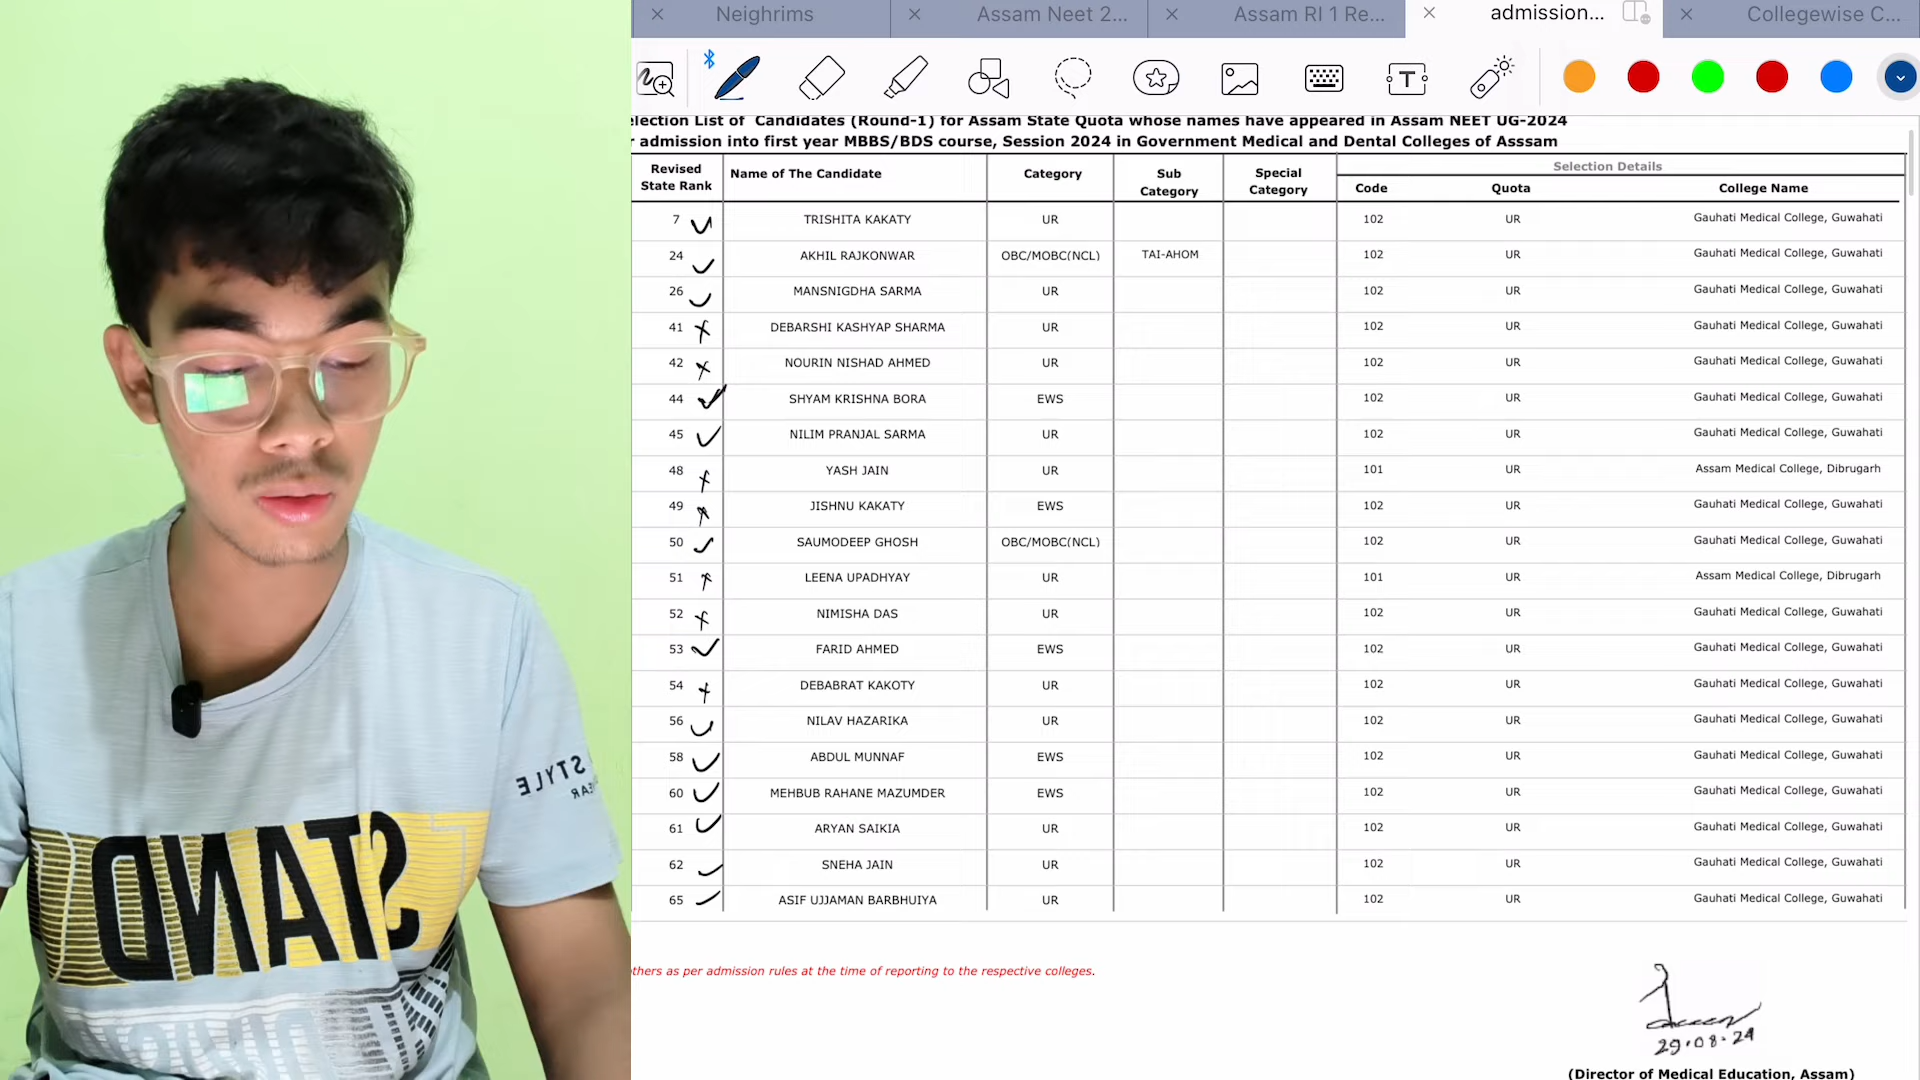 Neighrims
Assam Neet 2...
Assam RI 1 Re...
admission...
Collegewise C...
election List of Candidates (Round-1) for Assam State Quota whose names have appeared in Assam NEET UG-2024
r admission into first year MBBS/BDS course, Session 2024 in Government Medical and Dental Colleges of Asssam
Revised State Rank Name of The Candidate Category Sub Category Special Category Selection Details
Code Quota College Name
7 TRISHITA KAKATY UR 102 UR Gauhati Medical College, Guwahati
24 AKHIL RAJKONWAR OBC/MOBC(NCL) TAI-AHOM 102 UR Gauhati Medical College, Guwahati
26 MANSNIGDHA SARMA UR 102 UR Gauhati Medical College, Guwahati
41 DEBARSHI KASHYAP SHARMA UR 102 UR Gauhati Medical College, Guwahati
42 NOURIN NISHAD AHMED UR 102 UR Gauhati Medical College, Guwahati
44 SHYAM KRISHNA BORA EWS 102 UR Gauhati Medical College, Guwahati
45 NILIM PRANJAL SARMA UR 102 UR Gauhati Medical College, Guwahati
48 YASH JAIN UR 101 UR Assam Medical College, Dibrugarh
49 JISHNU KAKATY EWS 102 UR Gauhati Medical College, Guwahati
50 SAUMODEEP GHOSH OBC/MOBC(NCL) 102 UR Gauhati Medical College, Guwahati
51 LEENA UPADHYAY UR 101 UR Assam Medical College, Dibrugarh
52 NIMISHA DAS UR 102 UR Gauhati Medical College, Guwahati
53 FARID AHMED EWS 102 UR Gauhati Medical College, Guwahati
54 DEBABRAT KAKOTY UR 102 UR Gauhati Medical College, Guwahati
56 NILAV HAZARIKA UR 102 UR Gauhati Medical College, Guwahati
58 ABDUL MUNNAF EWS 102 UR Gauhati Medical College, Guwahati
60 MEHBUB RAHANE MAZUMDER EWS 102 UR Gauhati Medical College, Guwahati
61 ARYAN SAIKIA UR 102 UR Gauhati Medical College, Guwahati
62 SNEHA JAIN UR 102 UR Gauhati Medical College, Guwahati
65 ASIF UJJAMAN BARBHUIYA UR 102 UR Gauhati Medical College, Guwahati
thers as per admission rules at the time of reporting to the respective colleges.
29.08.24
(Director of Medical Education, Assam)
STYLE
STAND